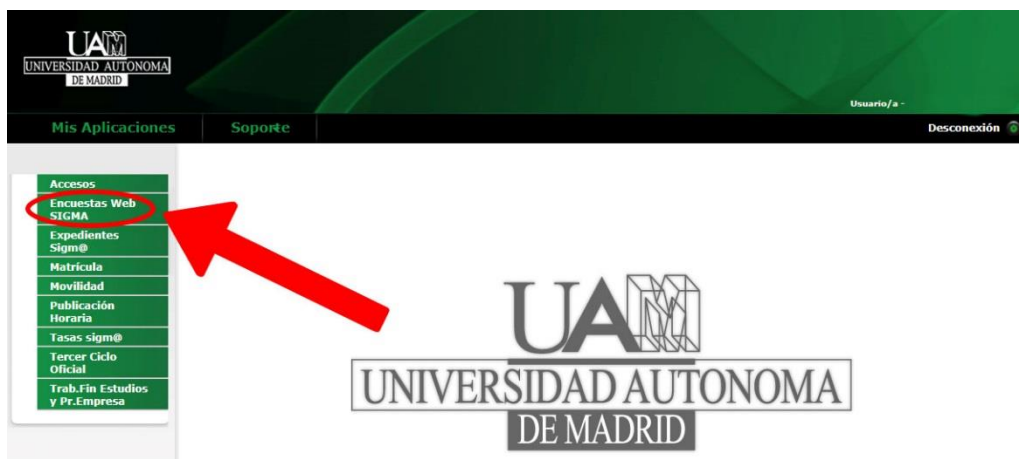 UAM
UNIVERSIDAD AUTONOMA
DE MADRID
Usuario/a -
Mis Aplicaciones
Soporte
Desconexión
Accesos
Encuestas Web
SIGMA
Expedientes
Sigm@
Matrícula
Movilidad
Publicación
Horaria
Tasas sigm@
Tercer Ciclo
Oficial
Trab.Fin Estudios
y Pr.Empresa
UAM
UNIVERSIDAD AUTONOMA
DE MADRID